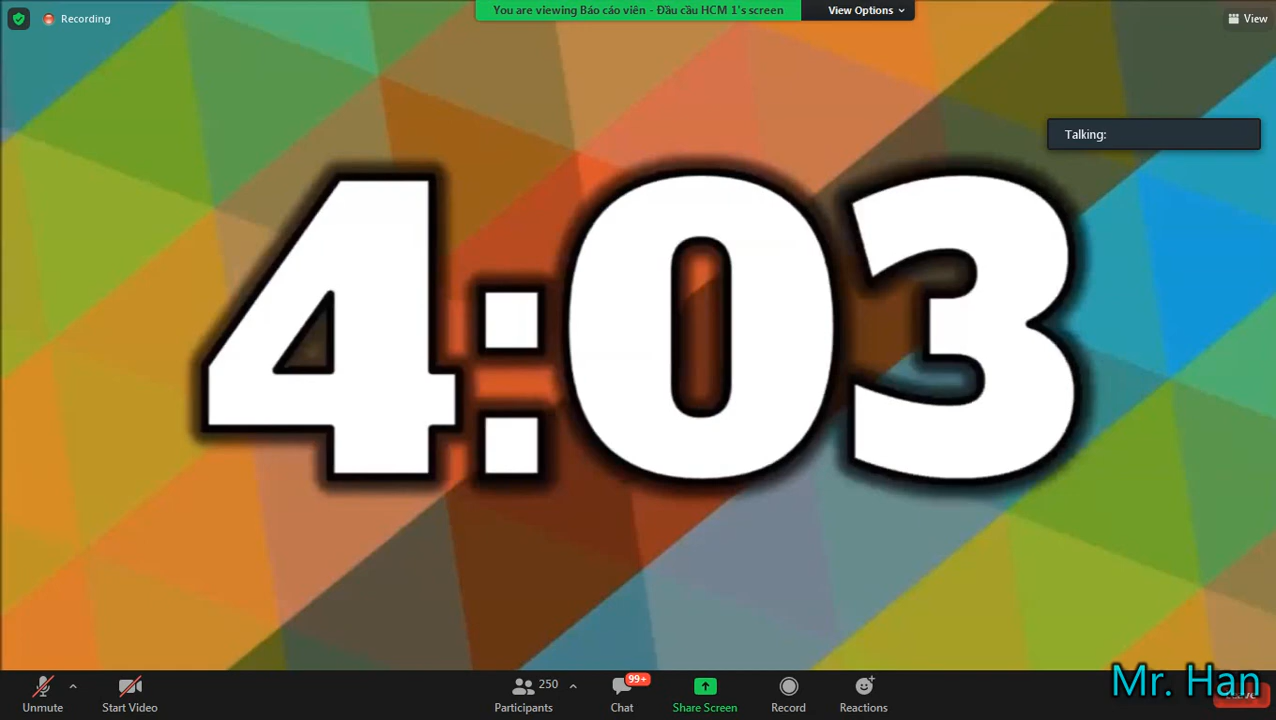 Recording
You are viewing Báo cáo viên - Đầu cầu HCM 1's screen
View Options
View
Talking:
4:03
Unmute
Start Video
250
Participants
99+
Chat
Share Screen
Record
Reactions
Mr. Han